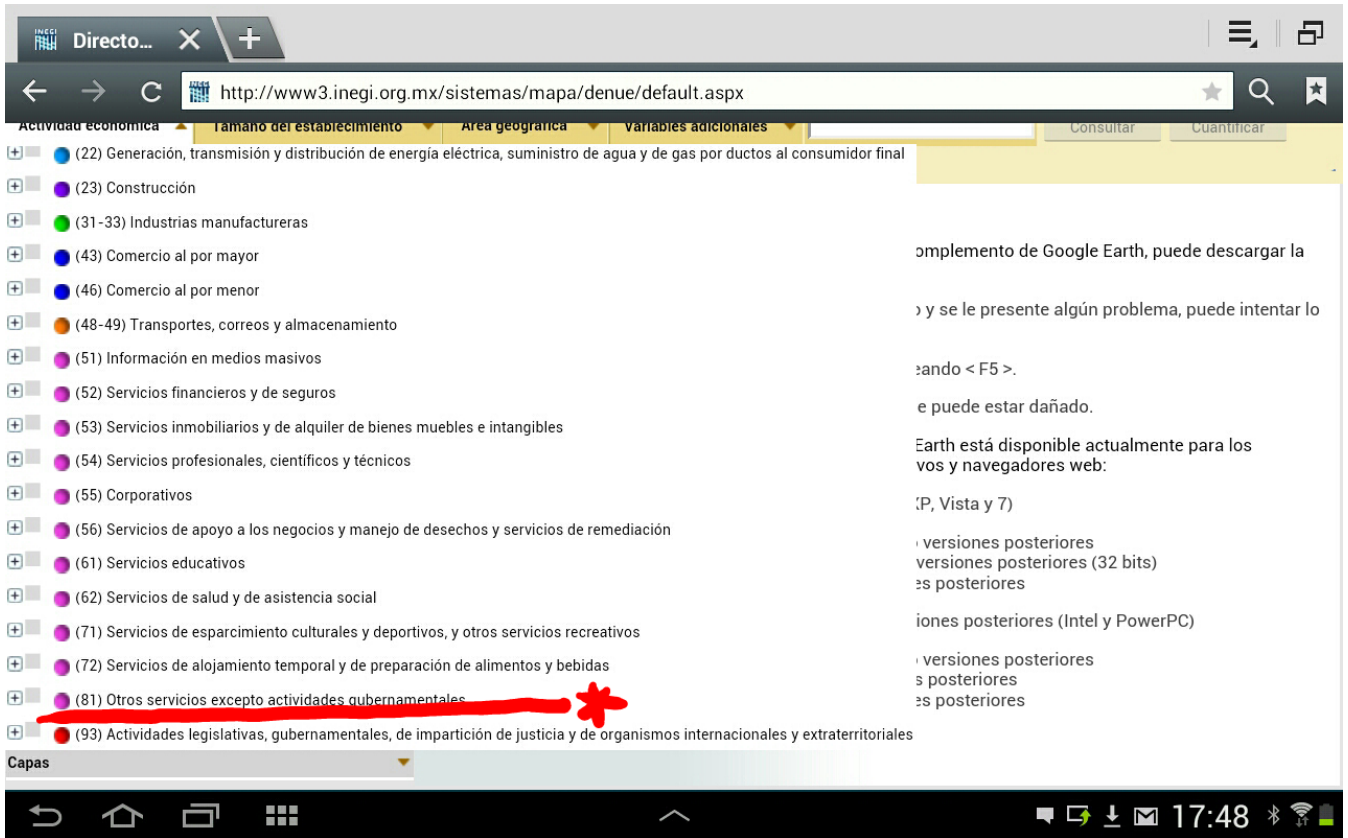 INEGI
Directo...
http://www3.inegi.org.mx/sistemas/mapa/denue/default.aspx
Actividad económica Tamaño del establecimiento Área geográfica Variables adicionales Consultar Cuantificar
(22) Generación, transmisión y distribución de energía eléctrica, suministro de agua y de gas por ductos al consumidor final
(23) Construcción
(31-33) Industrias manufactureras
(43) Comercio al por mayor
(46) Comercio al por menor
(48-49) Transportes, correos y almacenamiento
(51) Información en medios masivos
(52) Servicios financieros y de seguros
(53) Servicios inmobiliarios y de alquiler de bienes muebles e intangibles
(54) Servicios profesionales, científicos y técnicos
(55) Corporativos
(56) Servicios de apoyo a los negocios y manejo de desechos y servicios de remediación
(61) Servicios educativos
(62) Servicios de salud y de asistencia social
(71) Servicios de esparcimiento culturales y deportivos, y otros servicios recreativos
(72) Servicios de alojamiento temporal y de preparación de alimentos y bebidas
(81) Otros servicios excepto actividades gubernamentales
(93) Actividades legislativas, gubernamentales, de impartición de justicia y de organismos internacionales y extraterritoriales
Capas
omplemento de Google Earth, puede descargar la
o y se le presente algún problema, puede intentar lo
eando < F5 >.
e puede estar dañado.
Earth está disponible actualmente para los
vos y navegadores web:
XP, Vista y 7)
versiones posteriores
versiones posteriores (32 bits)
es posteriores
iones posteriores (Intel y PowerPC)
versiones posteriores
s posteriores
es posteriores
17:48